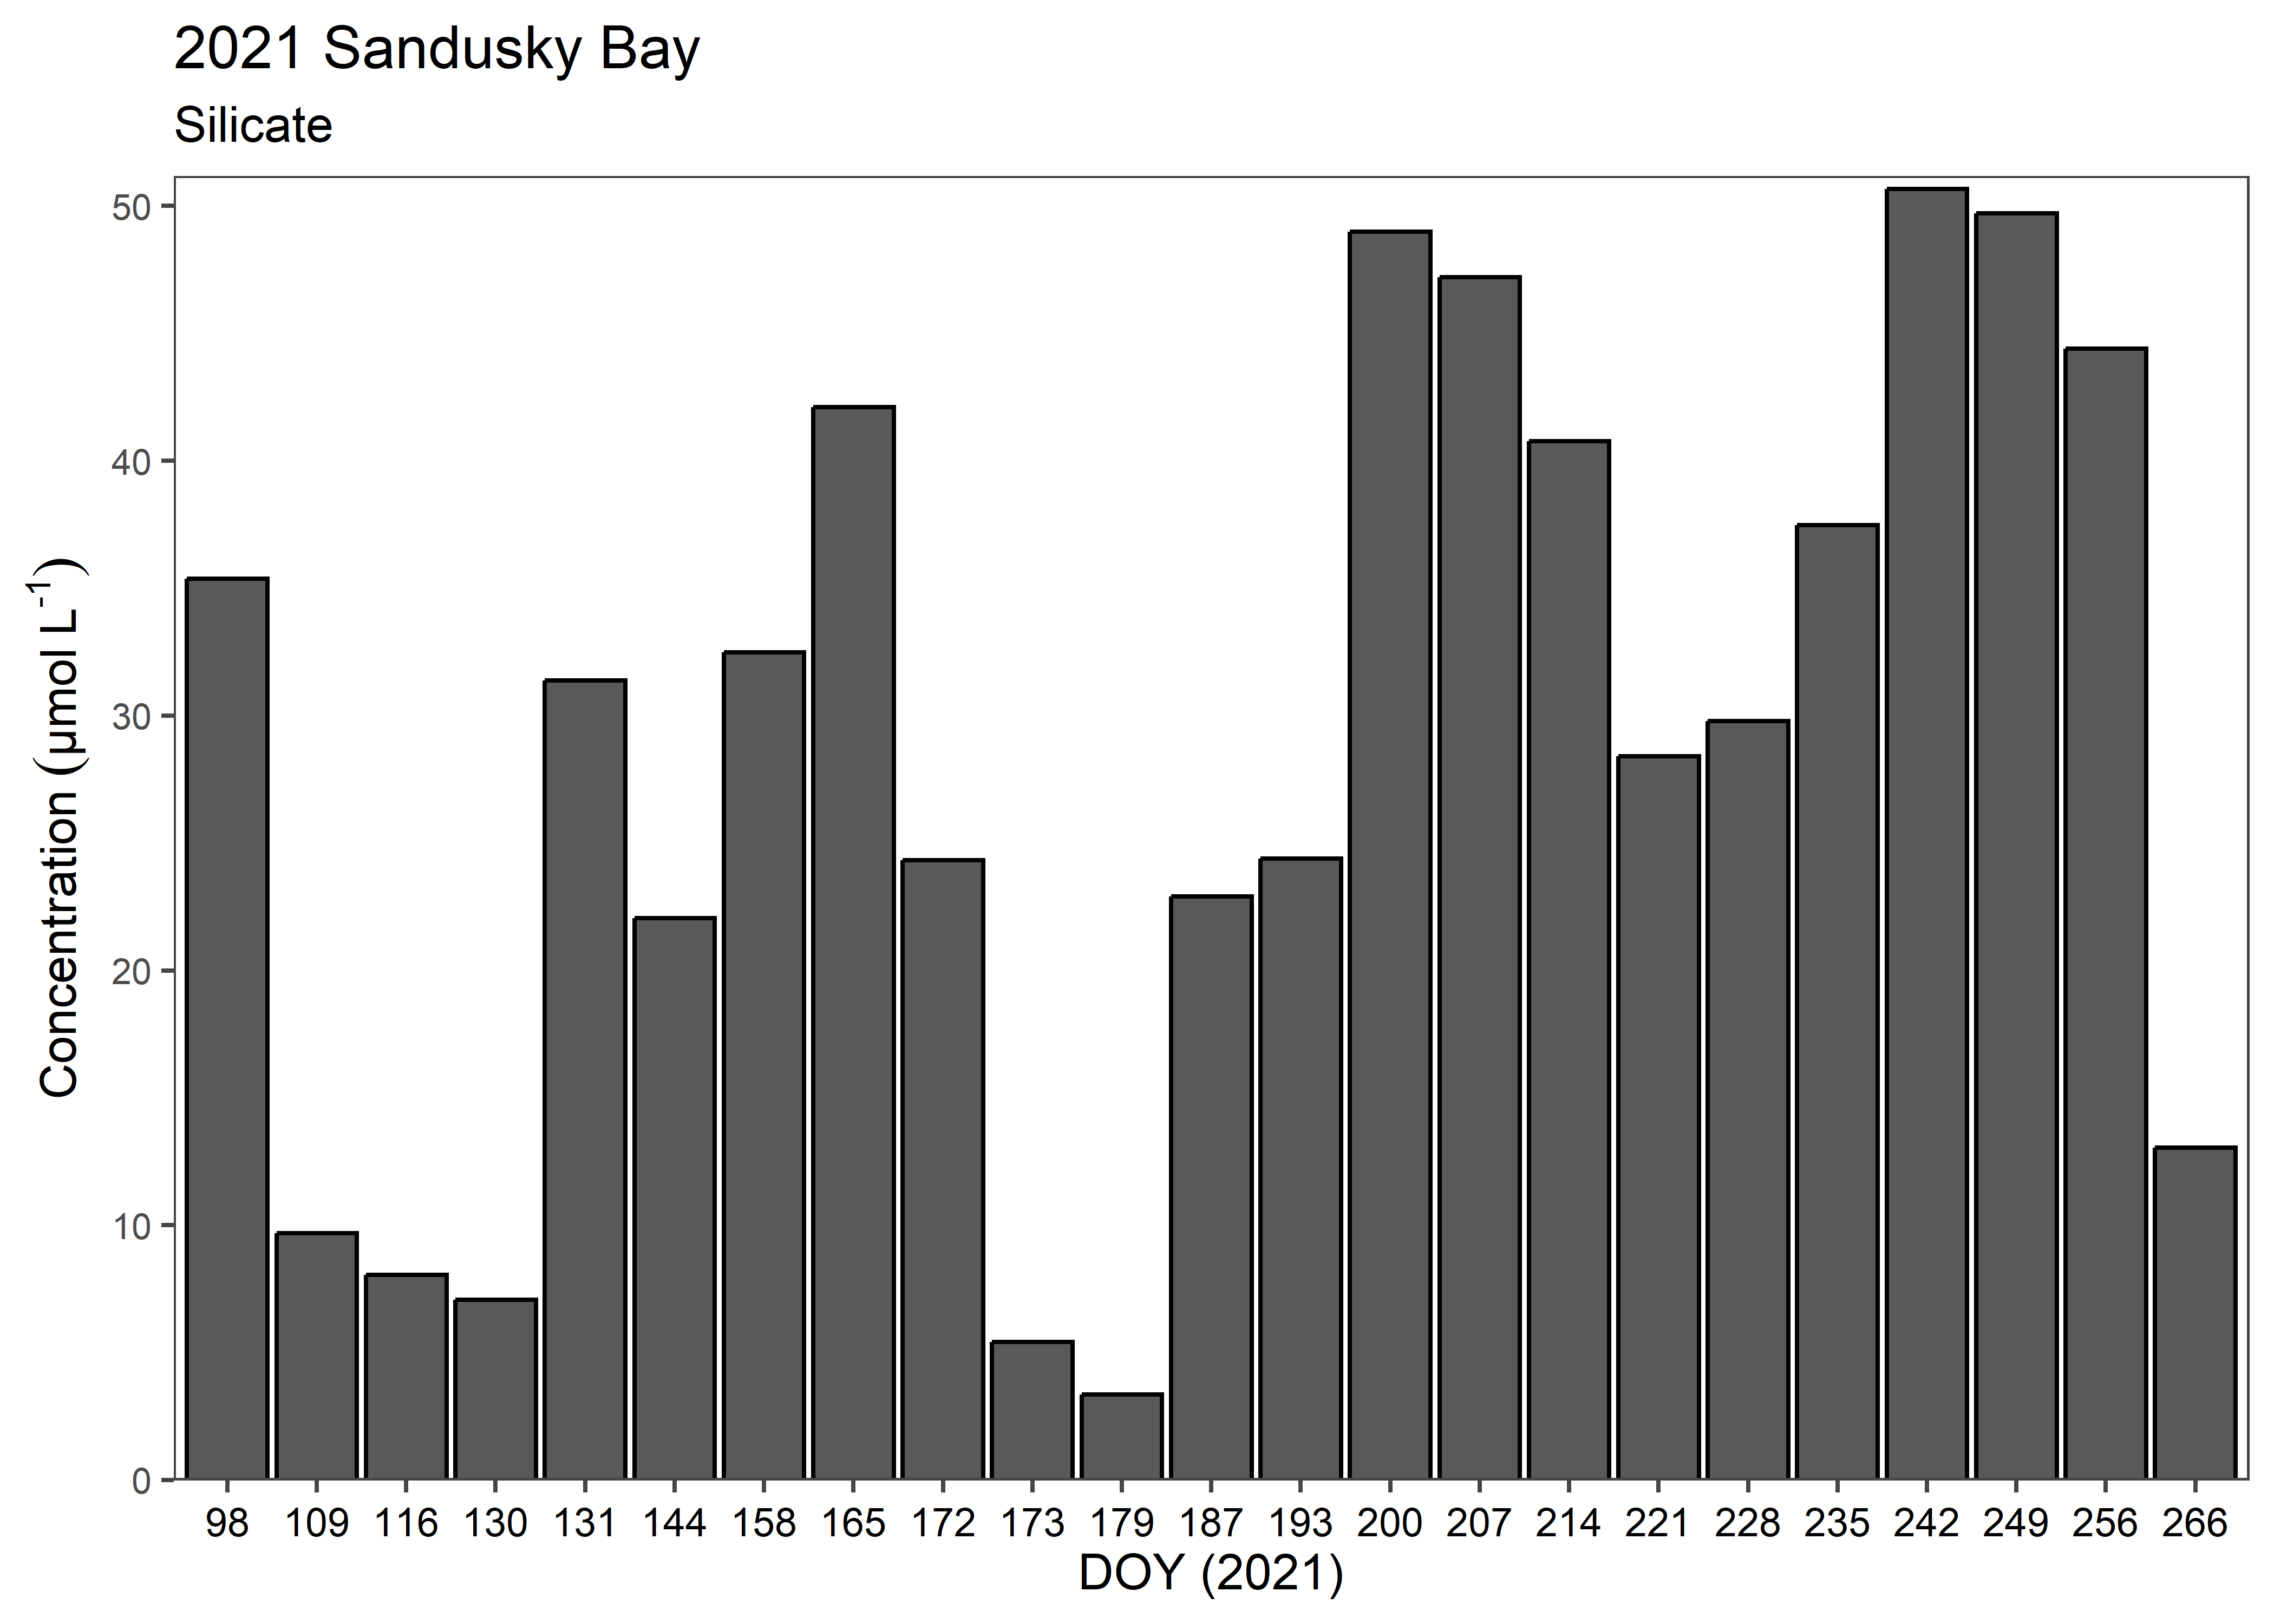 2021 Sandusky Bay
Silicate
Concentration (µmol L⁻¹)
50
40
30
20
10
0
98 109 116 130 131 144 158 165 172 173 179 187 193 200 207 214 221 228 235 242 249 256 266
DOY (2021)